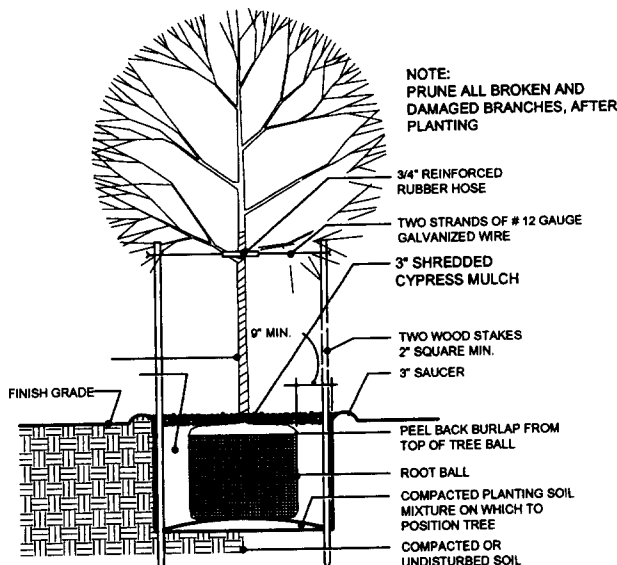 NOTE:
PRUNE ALL BROKEN AND
DAMAGED BRANCHES, AFTER
PLANTING
3/4" REINFORCED
RUBBER HOSE
TWO STRANDS OF # 12 GAUGE
GALVANIZED WIRE
3" SHREDDED
CYPRESS MULCH
9" MIN.
TWO WOOD STAKES
2" SQUARE MIN.
3" SAUCER
FINISH GRADE
PEEL BACK BURLAP FROM
TOP OF TREE BALL
ROOT BALL
COMPACTED PLANTING SOIL
MIXTURE ON WHICH TO
POSITION TREE
COMPACTED OR
UNDISTURBED SOIL